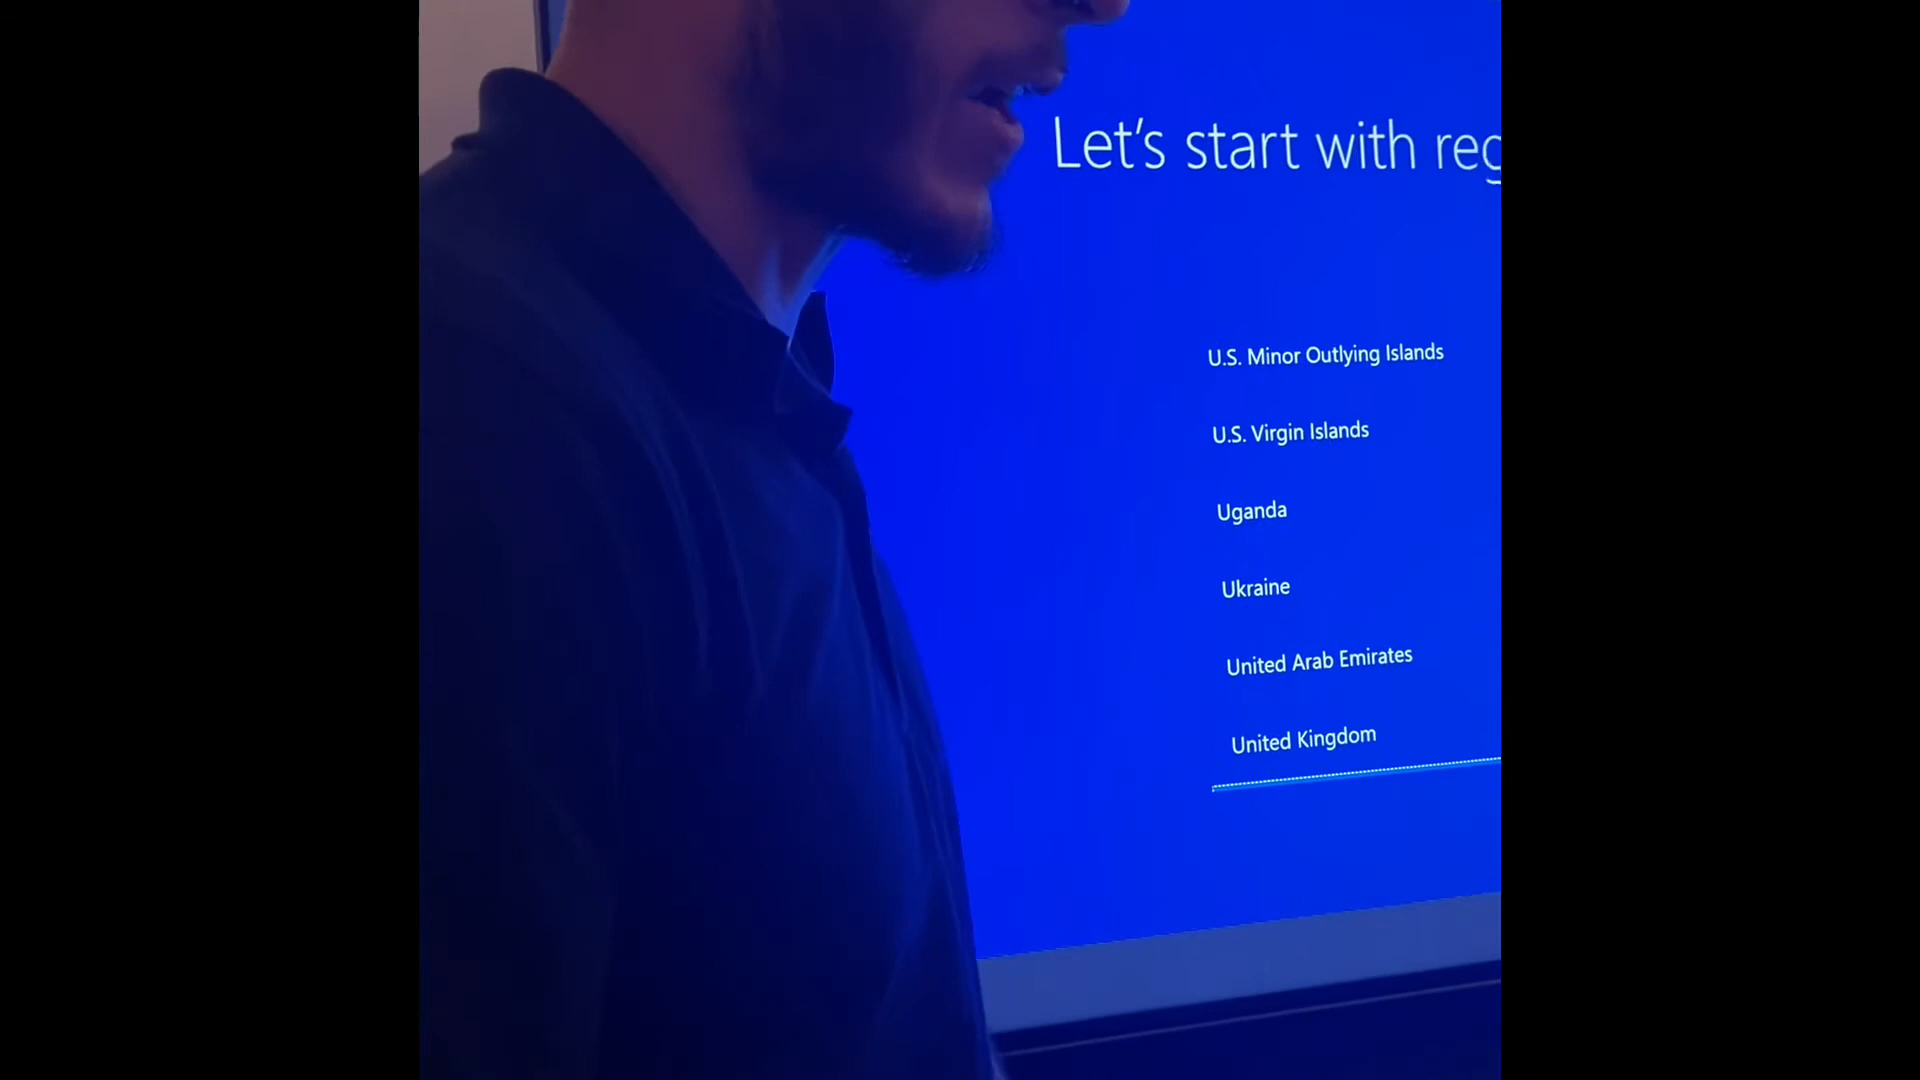 Let's start with reg
U.S. Minor Outlying Islands
U.S. Virgin Islands
Uganda
Ukraine
United Arab Emirates
United Kingdom